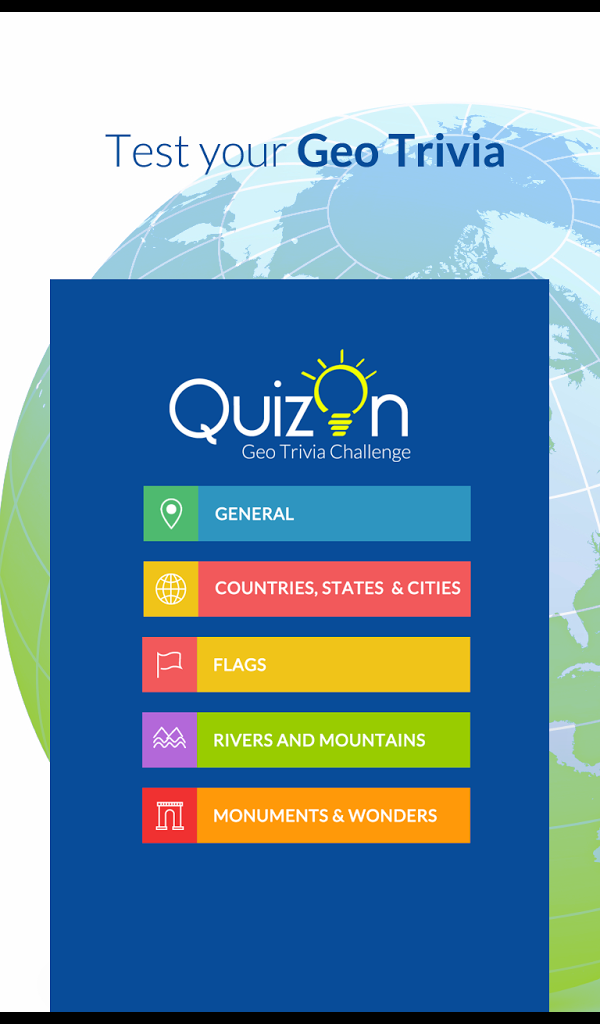 Test your Geo Trivia
QuizOn
Geo Trivia Challenge
GENERAL
COUNTRIES, STATES & CITIES
FLAGS
RIVERS AND MOUNTAINS
MONUMENTS & WONDERS